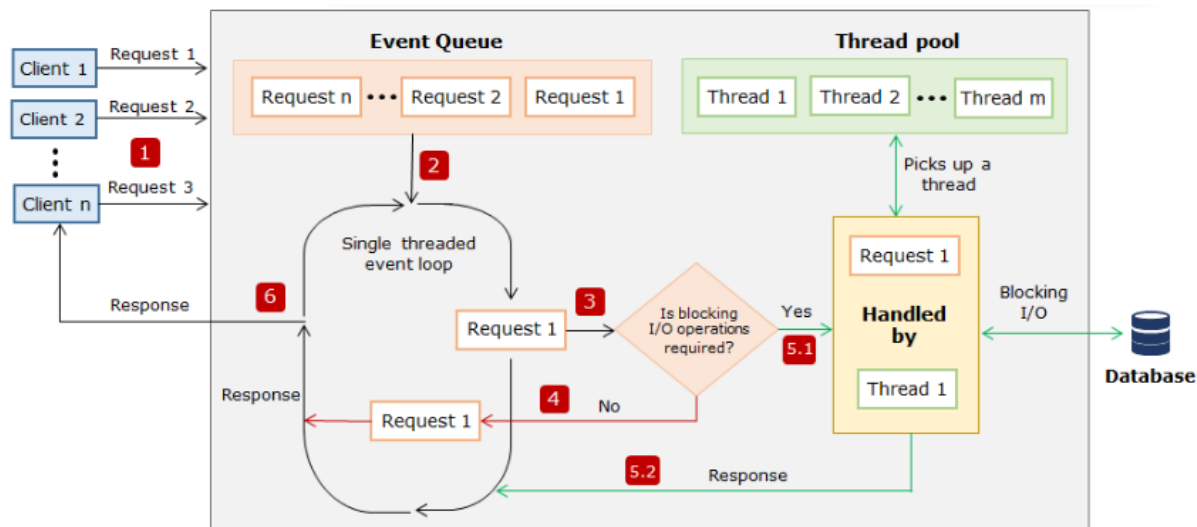 Event Queue
Thread pool
Client 1
Request 1
Request n
Request 2
Request 1
Thread 1
Thread 2
Thread m
Client 2
Request 2
1
2
Picks up a
thread
Client n
Request 3
Single threaded
event loop
Request 1
Handled
by
Thread 1
Response
6
Request 1
3
Is blocking
I/O operations
required?
Yes
5.1
Blocking
I/O
Database
Response
Request 1
4
No
5.2
Response